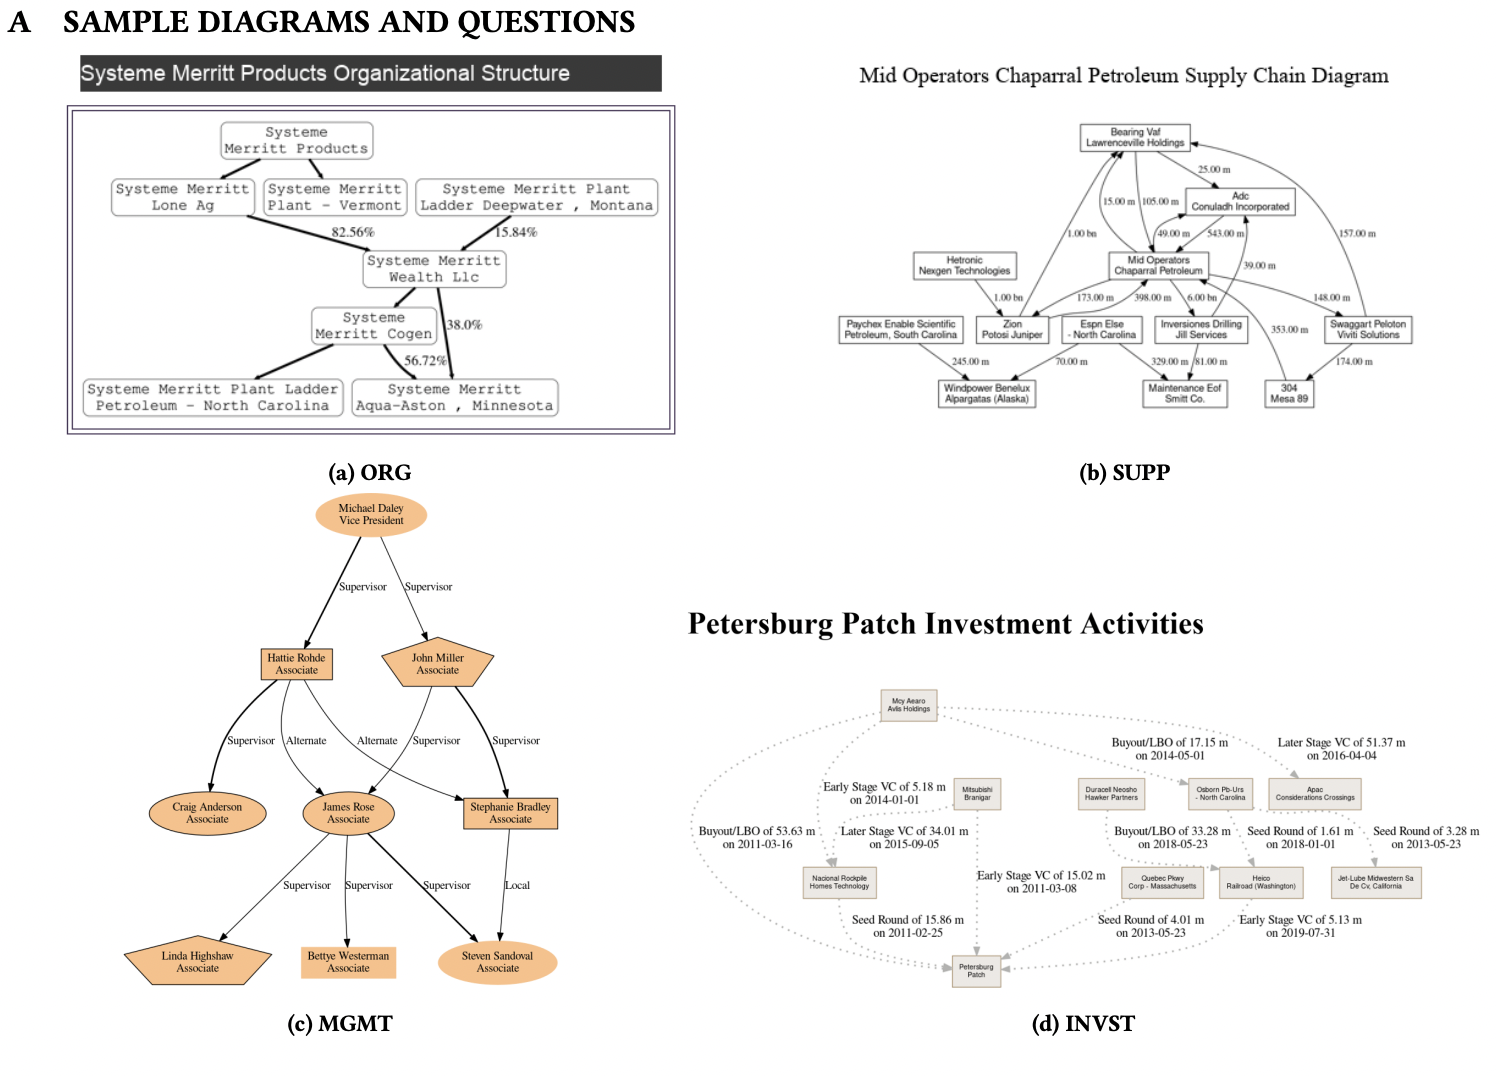 A SAMPLE DIAGRAMS AND QUESTIONS
Systeme Merritt Products Organizational Structure
Systeme
Merritt Products
Systeme Merritt
Lone Ag
Systeme Merritt
Plant - Vermont
Systeme Merritt Plant
Ladder Deepwater , Montana
82.56%
15.84%
Systeme Merritt
Wealth Llc
Systeme
Merritt Cogen
38.0%
56.72%
Systeme Merritt Plant Ladder
Petroleum - North Carolina
Systeme Merritt
Aqua-Aston , Minnesota
(a) ORG
Mid Operators Chaparral Petroleum Supply Chain Diagram
Bearing Vaf
Lawrenceville Holdings
25.00 m
Adc
Conuladh Incorporated
15.00 m
105.00 m
1.00 bn
49.00 m
543.00 m
157.00 m
Hetronic
Nexgen Technologies
Mid Operators
Chaparral Petroleum
39.00 m
1.00 bn
173.00 m
398.00 m
6.00 bn
148.00 m
Paychex Enable Scientific
Petroleum, South Carolina
Zion
Potosi Juniper
Espn Else
- North Carolina
Inversiones Drilling
Jill Services
353.00 m
Swaggart Peloton
Viviti Solutions
245.00 m
70.00 m
329.00 m
81.00 m
174.00 m
Windpower Benelux
Alpargatas (Alaska)
Maintenance Eof
Smitt Co.
304
Mesa 89
(b) SUPP
Michael Daley
Vice President
Supervisor
Supervisor
Hattie Rohde
Associate
John Miller
Associate
Supervisor
Alternate
Alternate
Supervisor
Supervisor
Craig Anderson
Associate
James Rose
Associate
Stephanie Bradley
Associate
Supervisor
Supervisor
Supervisor
Local
Linda Highshaw
Associate
Bettye Westerman
Associate
Steven Sandoval
Associate
(c) MGMT
Petersburg Patch Investment Activities
Mcy Aearo
Avlis Holdings
Buyout/LBO of 17.15 m
on 2014-05-01
Later Stage VC of 51.37 m
on 2016-04-04
Early Stage VC of 5.18 m
on 2014-01-01
Mitsubishi
Branigar
Duracell Neosho
Hawker Partners
Osborn Pb-Urs
- North Carolina
Apac
Considerations Crossings
Buyout/LBO of 53.63 m
on 2011-03-16
Later Stage VC of 34.01 m
on 2015-09-05
Buyout/LBO of 33.28 m
on 2018-05-23
Seed Round of 1.61 m
on 2018-01-01
Seed Round of 3.28 m
on 2013-05-23
Nacional Rockpile
Homes Technology
Early Stage VC of 15.02 m
on 2011-03-08
Quebec Pkwy
Corp - Massachusetts
Heico
Railroad (Washington)
Jet-Lube Midwestern Sa
De Cv, California
Seed Round of 15.86 m
on 2011-02-25
Seed Round of 4.01 m
on 2013-05-23
Early Stage VC of 5.13 m
on 2019-07-31
Petersburg
Patch
(d) INVST